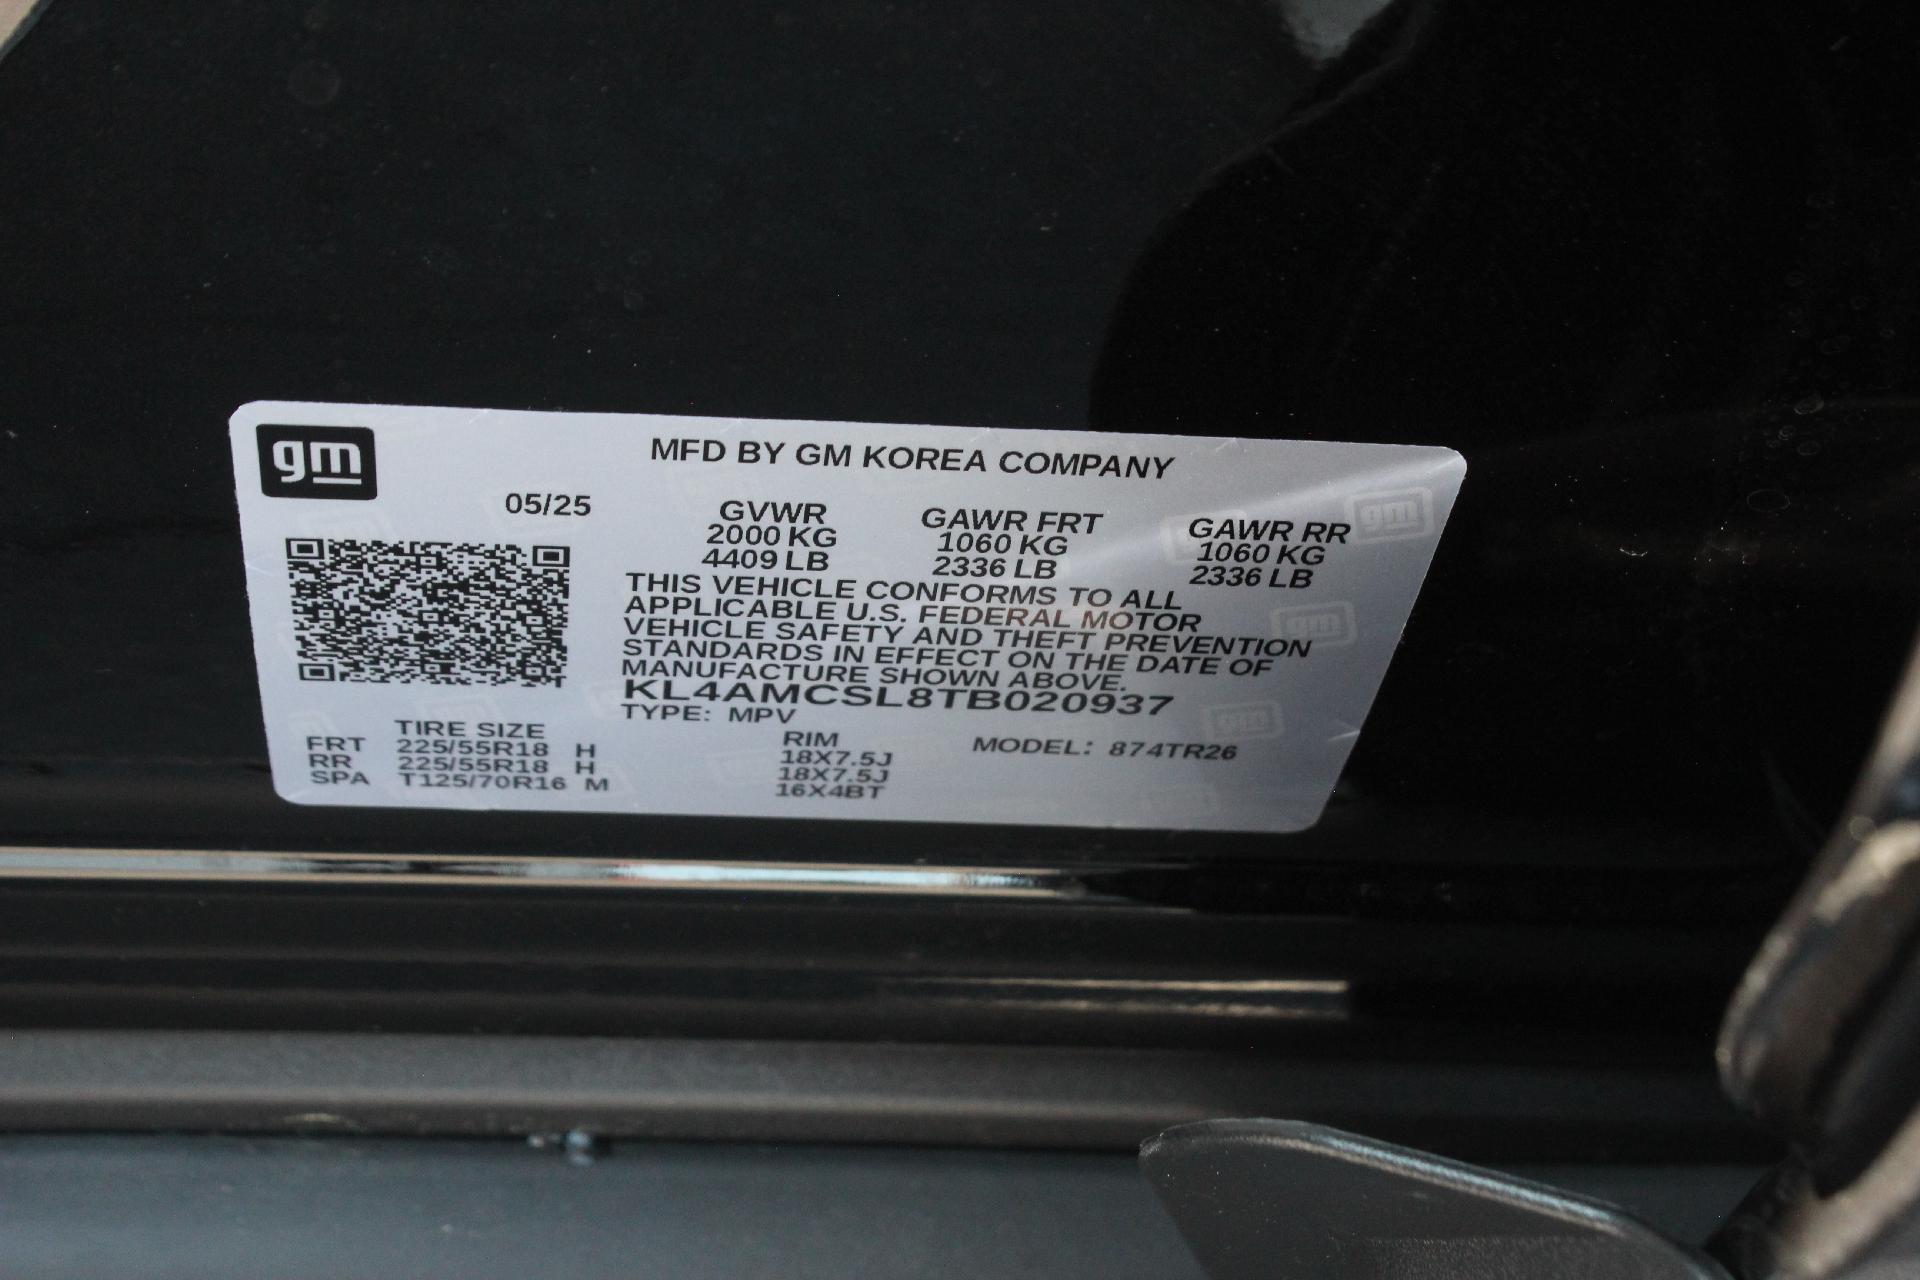 gm
MFD BY GM KOREA COMPANY
05/25
GVWR GAWR FRT GAWR RR
2000 KG 1060 KG 1060 KG
4409 LB 2336 LB 2336 LB
THIS VEHICLE CONFORMS TO ALL
APPLICABLE U.S. FEDERAL MOTOR
VEHICLE SAFETY AND THEFT PREVENTION
STANDARDS IN EFFECT ON THE DATE OF
MANUFACTURE SHOWN ABOVE.
KL4AMCSL8TB020937
TYPE: MPV
TIRE SIZE RIM MODEL: 874TR26
FRT 225/55R18 H 18X7.5J
RR 225/55R18 H 18X7.5J
SPA T125/70R16 M 16X4BT